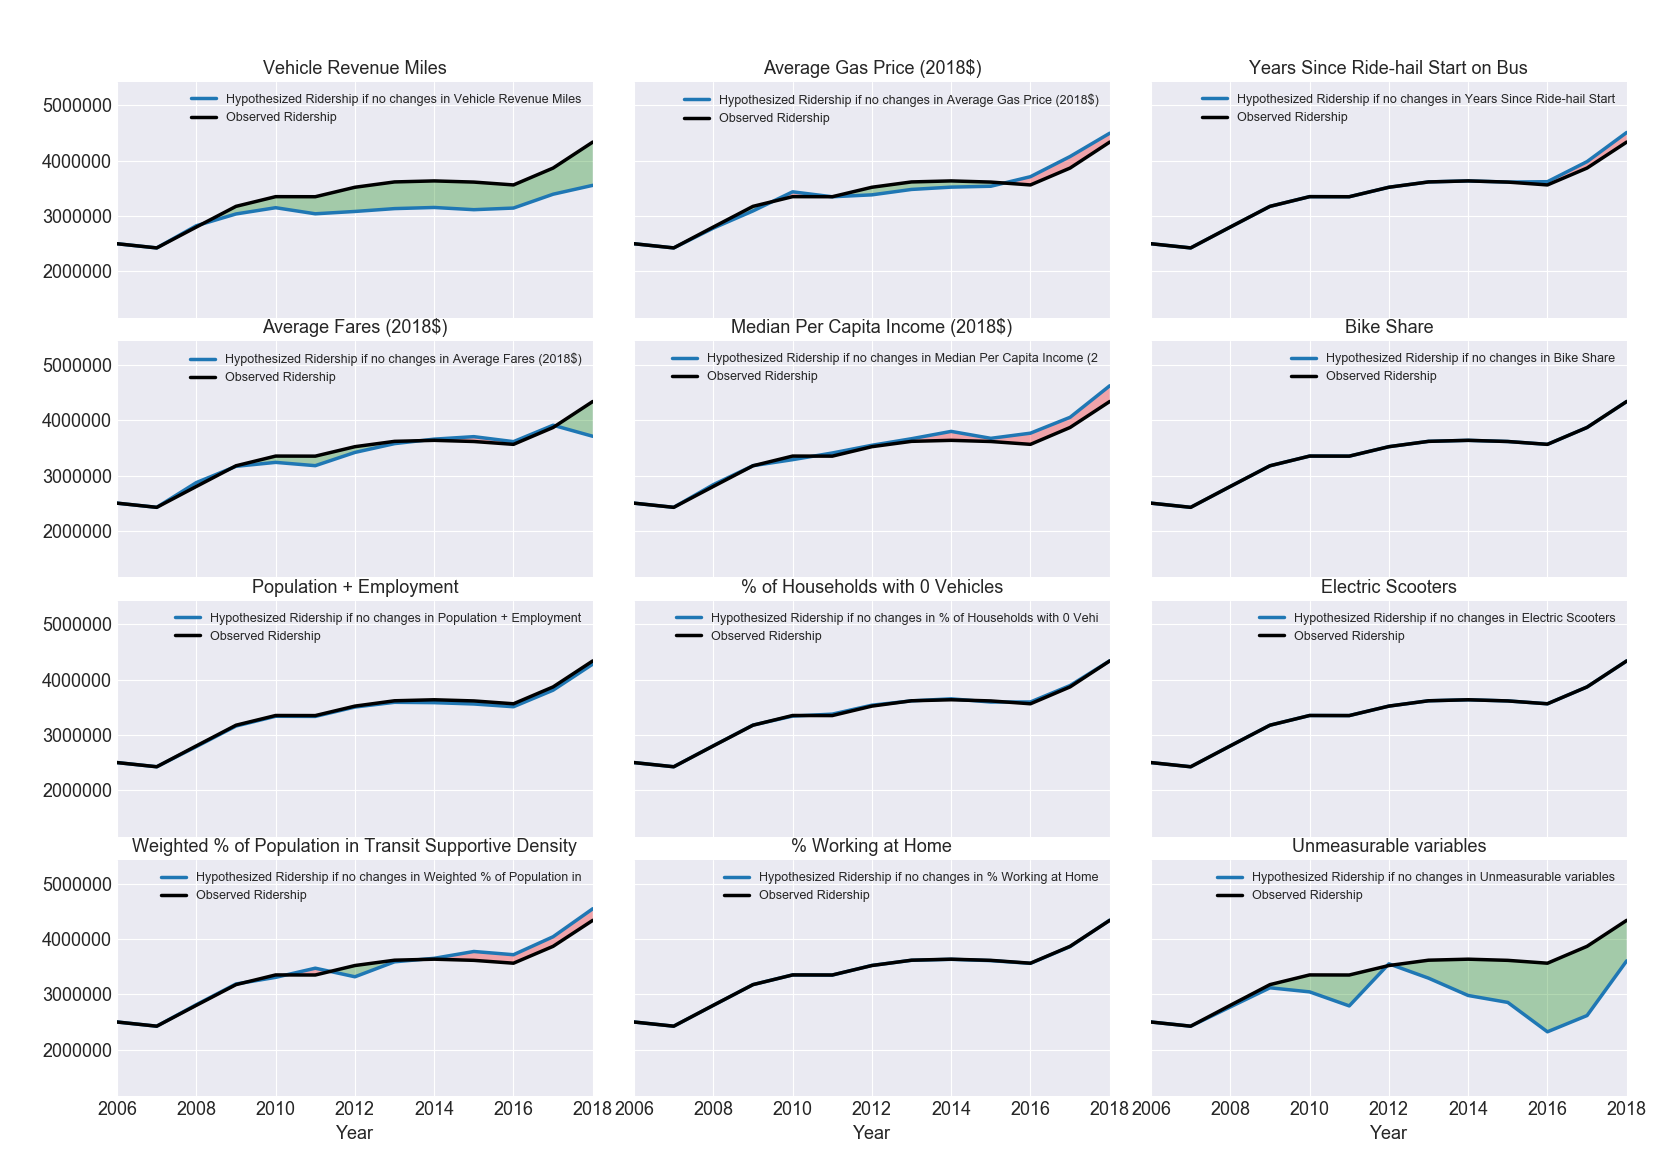 Vehicle Revenue Miles
Hypothesized Ridership if no changes in Vehicle Revenue Miles
Observed Ridership
5000000
4000000
3000000
2000000
Average Gas Price (2018$)
Hypothesized Ridership if no changes in Average Gas Price (2018$)
Observed Ridership
Years Since Ride-hail Start on Bus
Hypothesized Ridership if no changes in Years Since Ride-hail Start
Observed Ridership
Average Fares (2018$)
Hypothesized Ridership if no changes in Average Fares (2018$)
Observed Ridership
5000000
4000000
3000000
2000000
Median Per Capita Income (2018$)
Hypothesized Ridership if no changes in Median Per Capita Income (2
Observed Ridership
Bike Share
Hypothesized Ridership if no changes in Bike Share
Observed Ridership
Population + Employment
Hypothesized Ridership if no changes in Population + Employment
Observed Ridership
5000000
4000000
3000000
2000000
% of Households with 0 Vehicles
Hypothesized Ridership if no changes in % of Households with 0 Vehi
Observed Ridership
Electric Scooters
Hypothesized Ridership if no changes in Electric Scooters
Observed Ridership
Weighted % of Population in Transit Supportive Density
Hypothesized Ridership if no changes in Weighted % of Population in
Observed Ridership
5000000
4000000
3000000
2000000
2006 2008 2010 2012 2014 2016 2018
Year
% Working at Home
Hypothesized Ridership if no changes in % Working at Home
Observed Ridership
2006 2008 2010 2012 2014 2016 2018
Year
Unmeasurable variables
Hypothesized Ridership if no changes in Unmeasurable variables
Observed Ridership
2006 2008 2010 2012 2014 2016 2018
Year